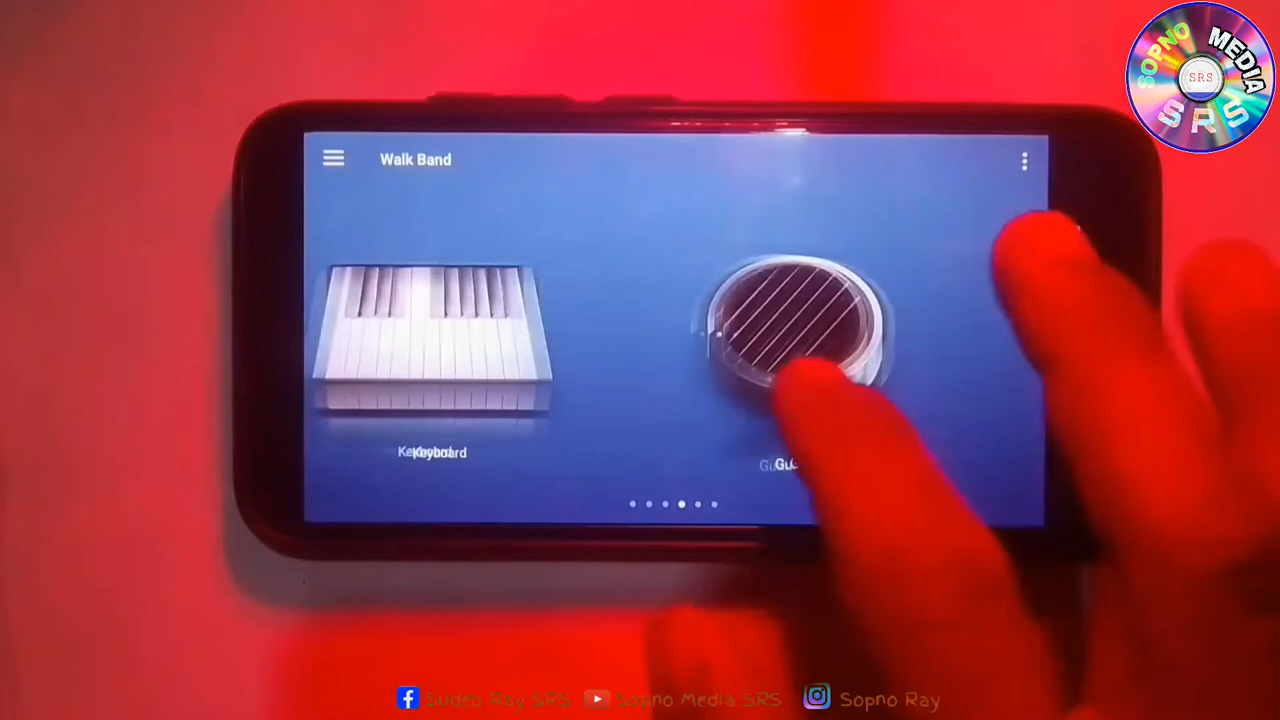 SOPNO MEDIA
SRS
SRS
Walk Band
Keyboard
Sudeb Ray SRS Sopno Media SRS Sopno Ray